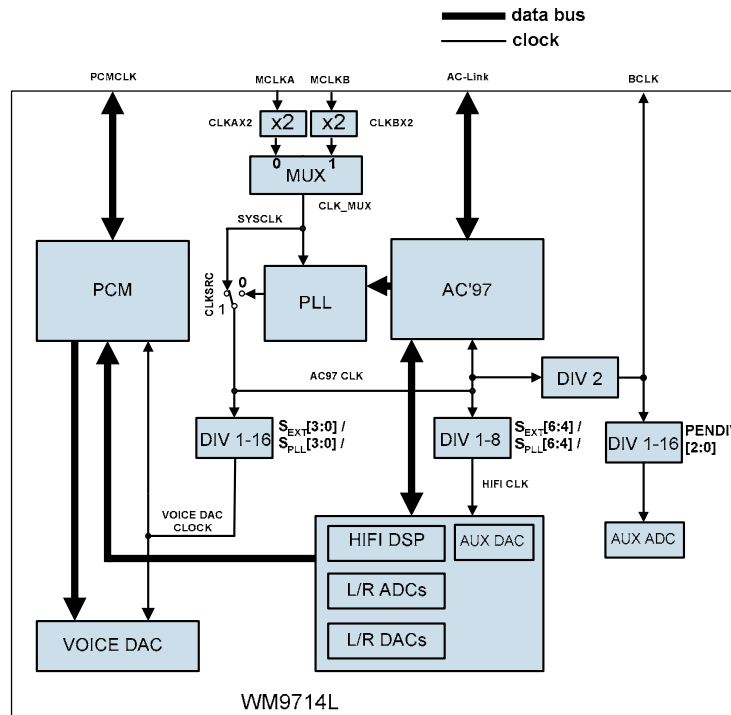 data bus
clock
PCMCLK
MCLKA
MCLKB
AC-Link
BCLK
CLKAX2
x2
x2
CLKBX2
0
1
MUX
CLK_MUX
SYSCLK
PCM
CLKSRC
0
1
PLL
AC'97
AC97 CLK
DIV 2
DIV 1-16
SEXT[3:0] /
SPLL[3:0] /
DIV 1-8
SEXT[6:4] /
SPLL[6:4] /
DIV 1-16
PENDIV
[2:0]
HIFI CLK
VOICE DAC
CLOCK
HIFI DSP
AUX DAC
AUX ADC
L/R ADCs
L/R DACs
VOICE DAC
WM9714L